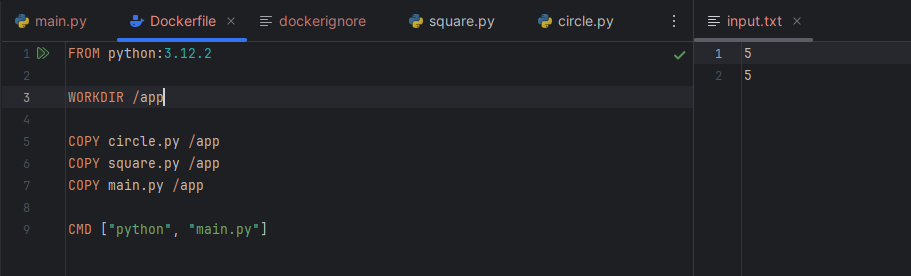 main.py
Dockerfile
dockerignore
square.py
circle.py
input.txt
1 FROM python:3.12.2
2
3 WORKDIR /app
4
5 COPY circle.py /app
6 COPY square.py /app
7 COPY main.py /app
8
9 CMD ["python", "main.py"]
1 5
2 5